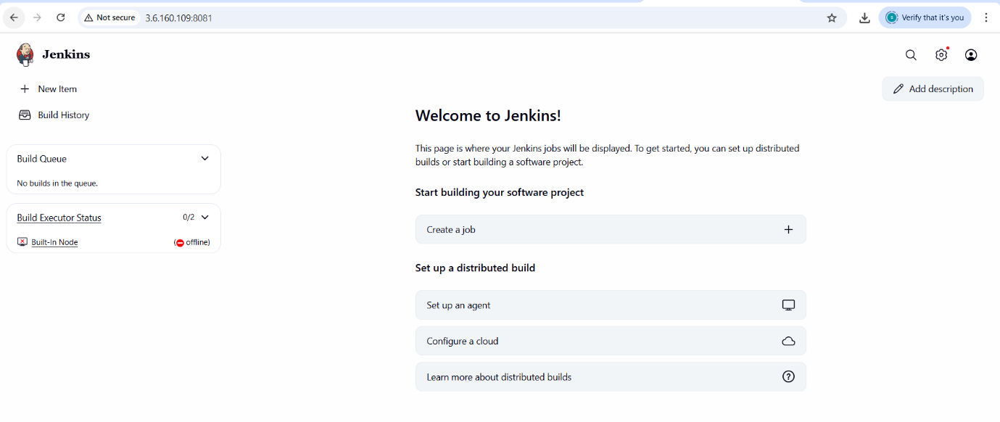 Not secure 3.6.160.109:8081 Verify that it's you
Jenkins
New Item
Add description
Build History
Welcome to Jenkins!
This page is where your Jenkins jobs will be displayed. To get started, you can set up distributed
builds or start building a software project.
Build Queue
No builds in the queue.
Start building your software project
Build Executor Status 0/2
Create a job
Built-In Node (offline)
Set up a distributed build
Set up an agent
Configure a cloud
Learn more about distributed builds